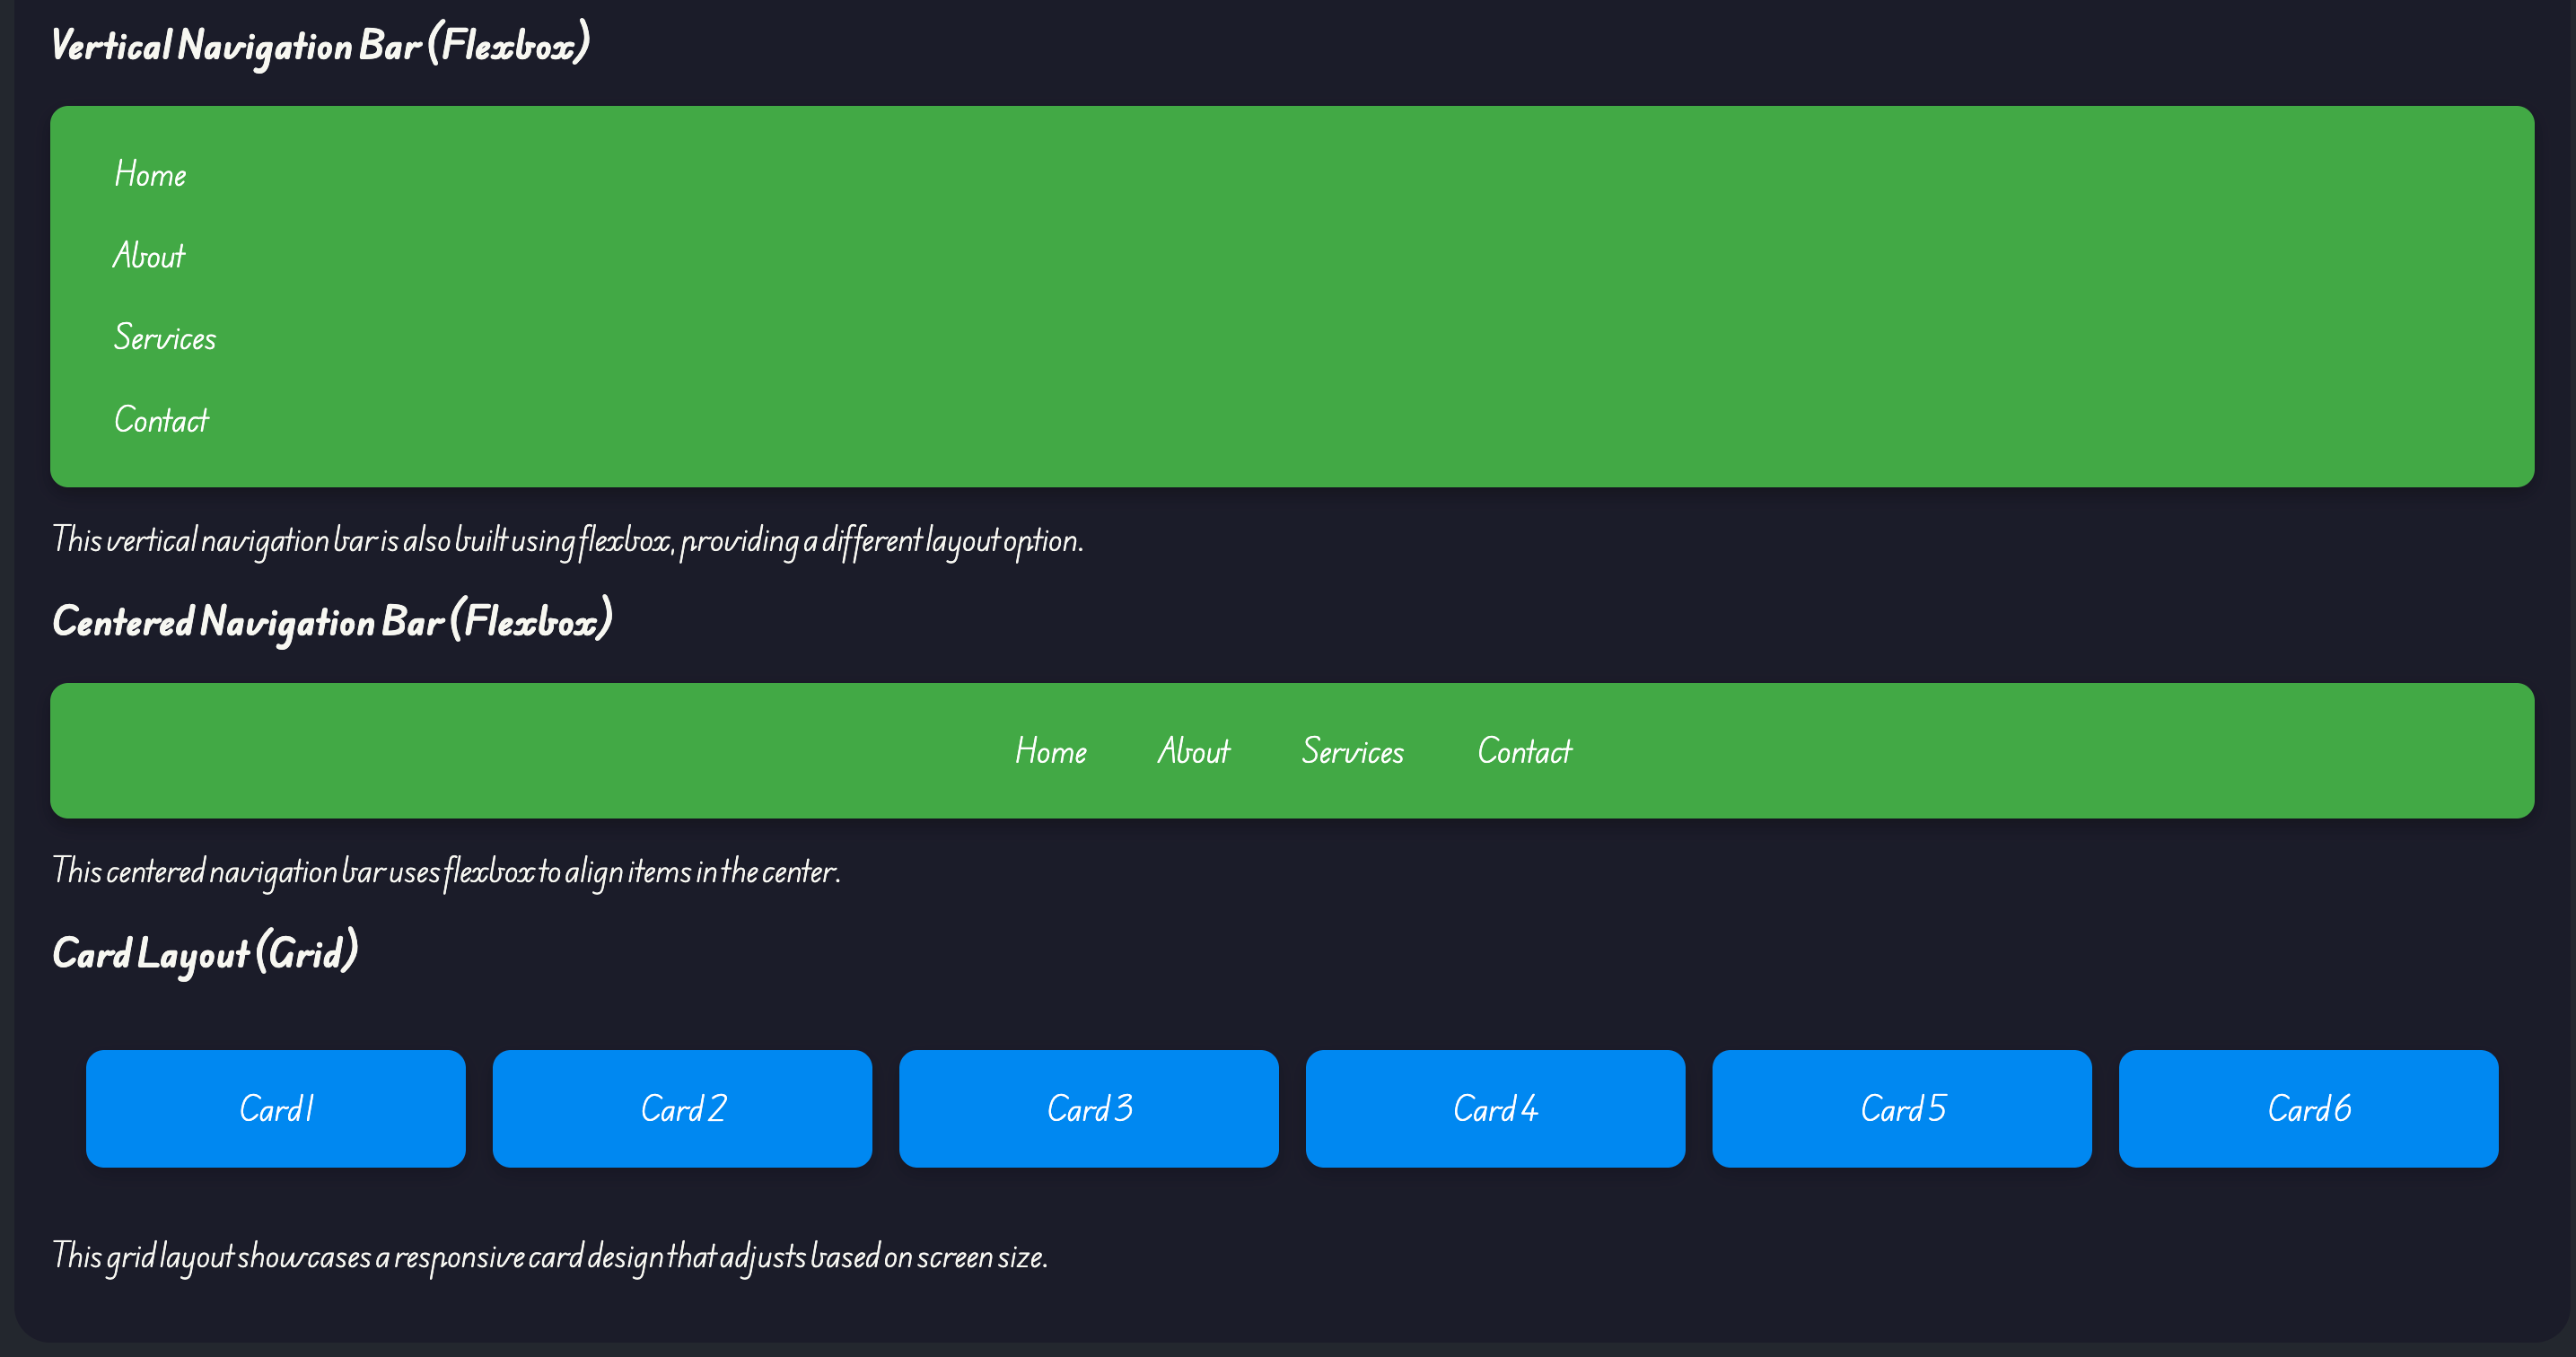 Vertical Navigation Bar (Flexbox)
Home
About
Services
Contact
This vertical navigation bar is also built using flexbox, providing a different layout option.
Centered Navigation Bar (Flexbox)
Home About Services Contact
This centered navigation bar uses flexbox to align items in the center.
Card Layout (Grid)
Card 1 Card 2 Card 3 Card 4 Card 5 Card 6
This grid layout showcases a responsive card design that adjusts based on screen size.